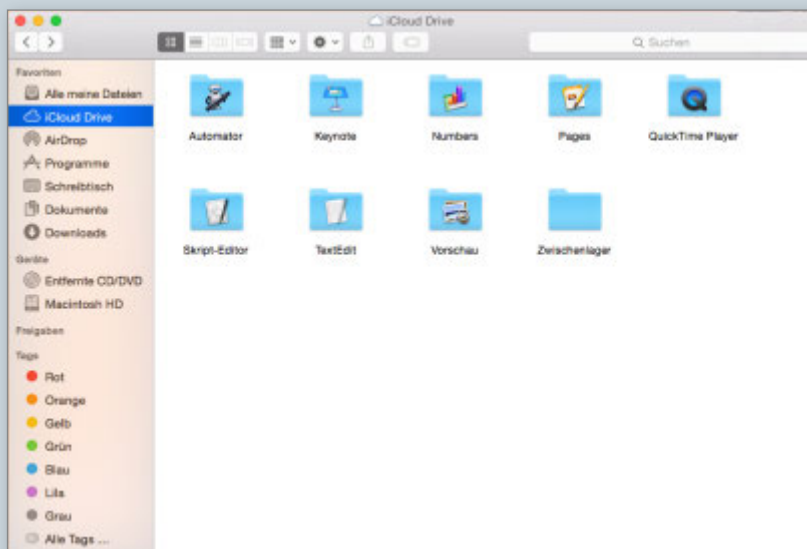 iCloud Drive
Suchen
Favoriten
Alle meine Dateien
iCloud Drive
AirDrop
Programme
Schreibtisch
Dokumente
Downloads
Geräte
Entfernte CD/DVD
Macintosh HD
Freigaben
Tags
Rot
Orange
Gelb
Grün
Blau
Lila
Grau
Alle Tags ...
Automator
Keynote
Numbers
Pages
QuickTime Player
Skript-Editor
TextEdit
Vorschau
Zwischenlager